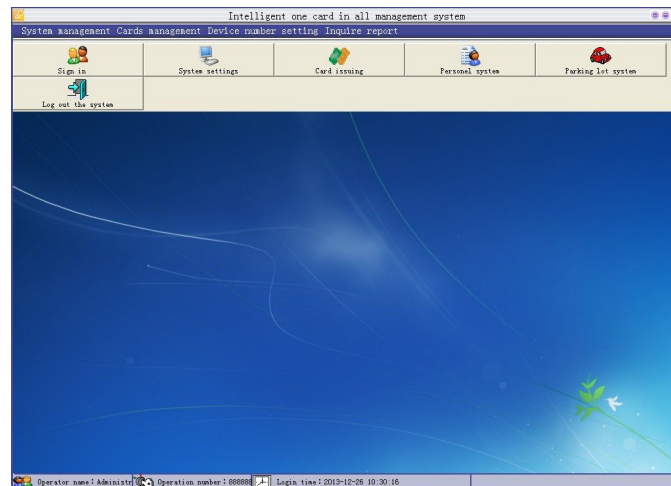 Intelligent one card in all management system
System management Cards management Device number setting Inquire report
Sign in
System settings
Card issuing
Personel system
Parking lot system
Log out the system
Operator name: Administr
Operation number: 888888
Login time: 2013-12-26 10:30:16